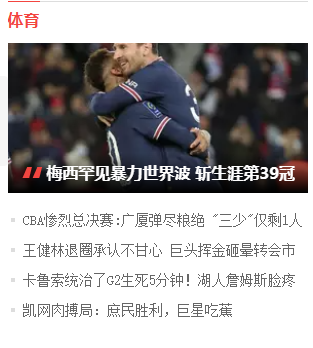 体育
梅西罕见暴力世界波 斩生涯第39冠
CBA惨烈总决赛:广厦弹尽粮绝 "三少"仅剩1人
王健林退圈承认不甘心 巨头挥金砸晕转会市
卡鲁索统治了G2生死5分钟！湖人詹姆斯脸疼
凯网肉搏局：庶民胜利，巨星吃蕉